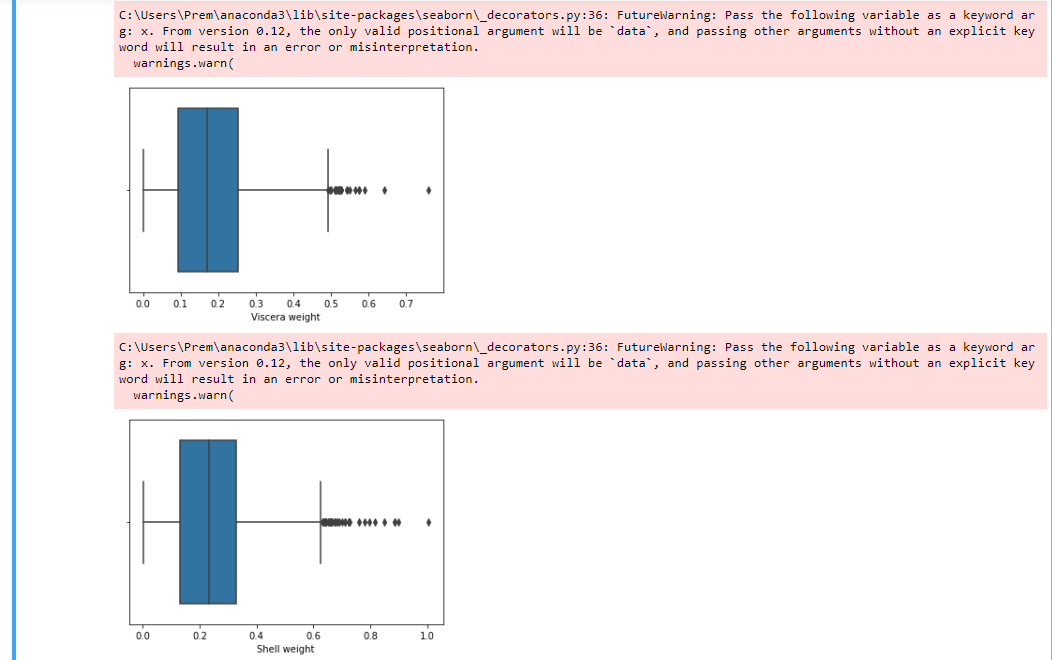 C:\Users\Prem\anaconda3\lib\site-packages\seaborn\_decorators.py:36: FutureWarning: Pass the following variable as a keyword ar
g: x. From version 0.12, the only valid positional argument will be `data`, and passing other arguments without an explicit key
word will result in an error or misinterpretation.
  warnings.warn(
0.0 0.1 0.2 0.3 0.4 0.5 0.6 0.7
Viscera weight
C:\Users\Prem\anaconda3\lib\site-packages\seaborn\_decorators.py:36: FutureWarning: Pass the following variable as a keyword ar
g: x. From version 0.12, the only valid positional argument will be `data`, and passing other arguments without an explicit key
word will result in an error or misinterpretation.
  warnings.warn(
0.0 0.2 0.4 0.6 0.8 1.0
Shell weight